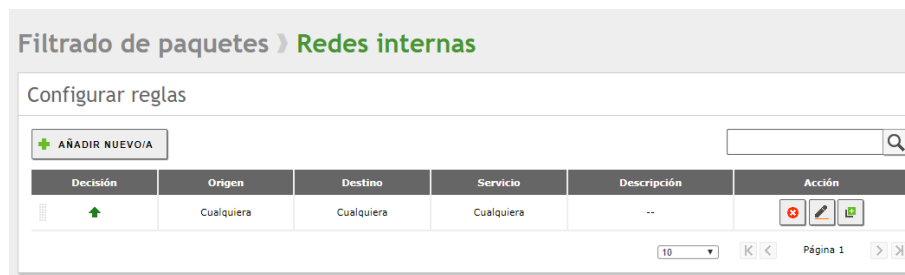 Filtrado de paquetes » Redes internas
Configurar reglas
AÑADIR NUEVO/A
Decisión Origen Destino Servicio Descripción Acción
Cualquiera Cualquiera Cualquiera --
10 Página 1